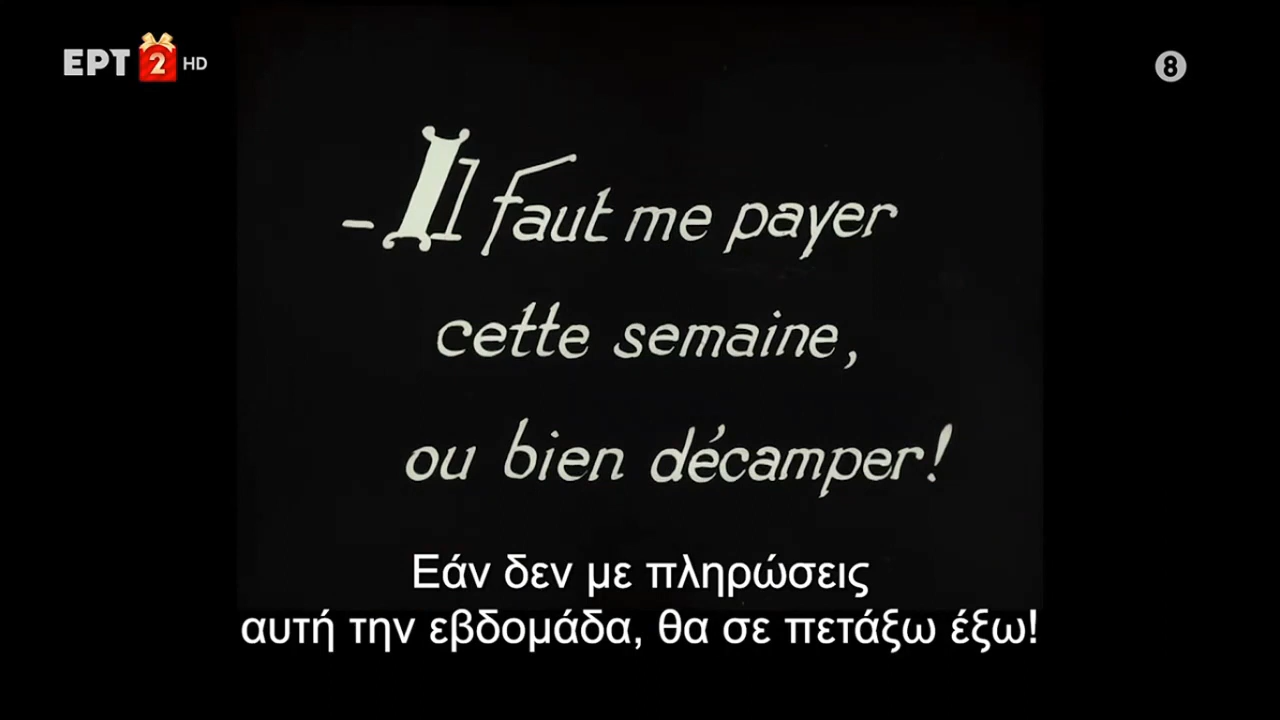 ΕΡΤ 2 HD
8
-Il faut me payer
cette semaine,
ou bien décamper!
Εάν δεν με πληρώσεις
αυτή την εβδομάδα, θα σε πετάξω έξω!